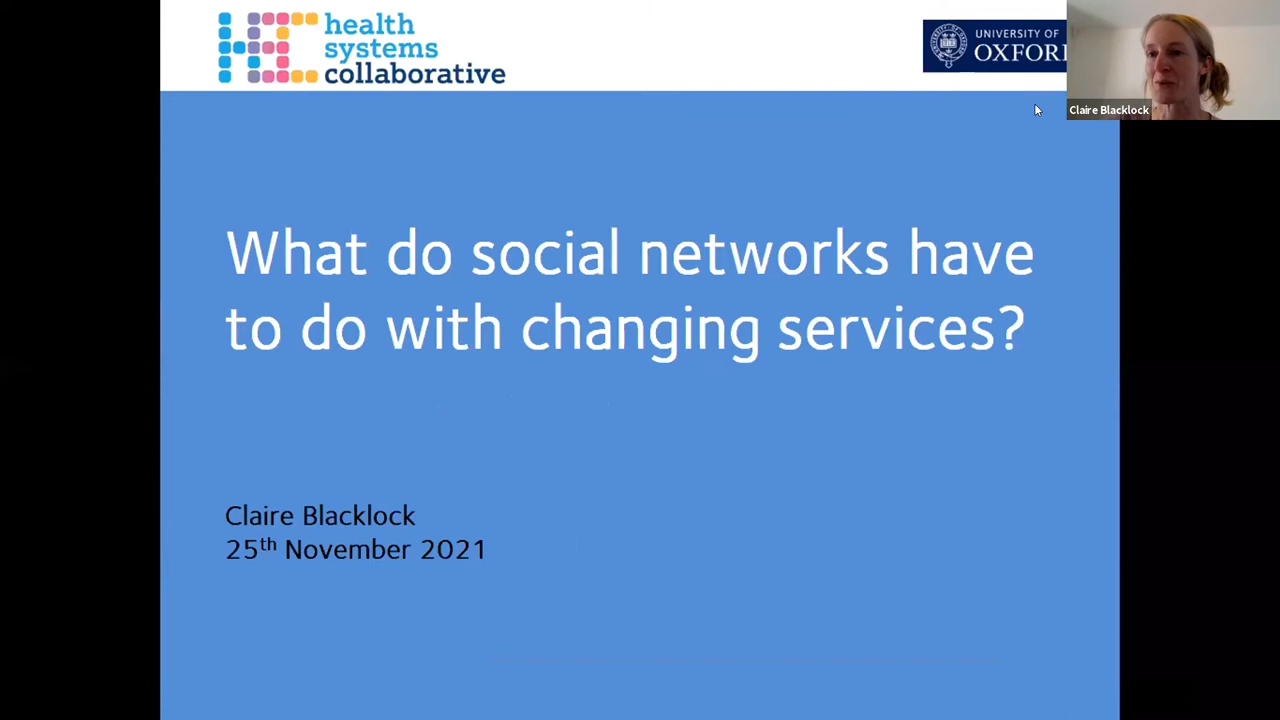 health
systems
collaborative
UNIVERSITY OF
OXFORD
Claire Blacklock
What do social networks have
to do with changing services?
Claire Blacklock
25th November 2021